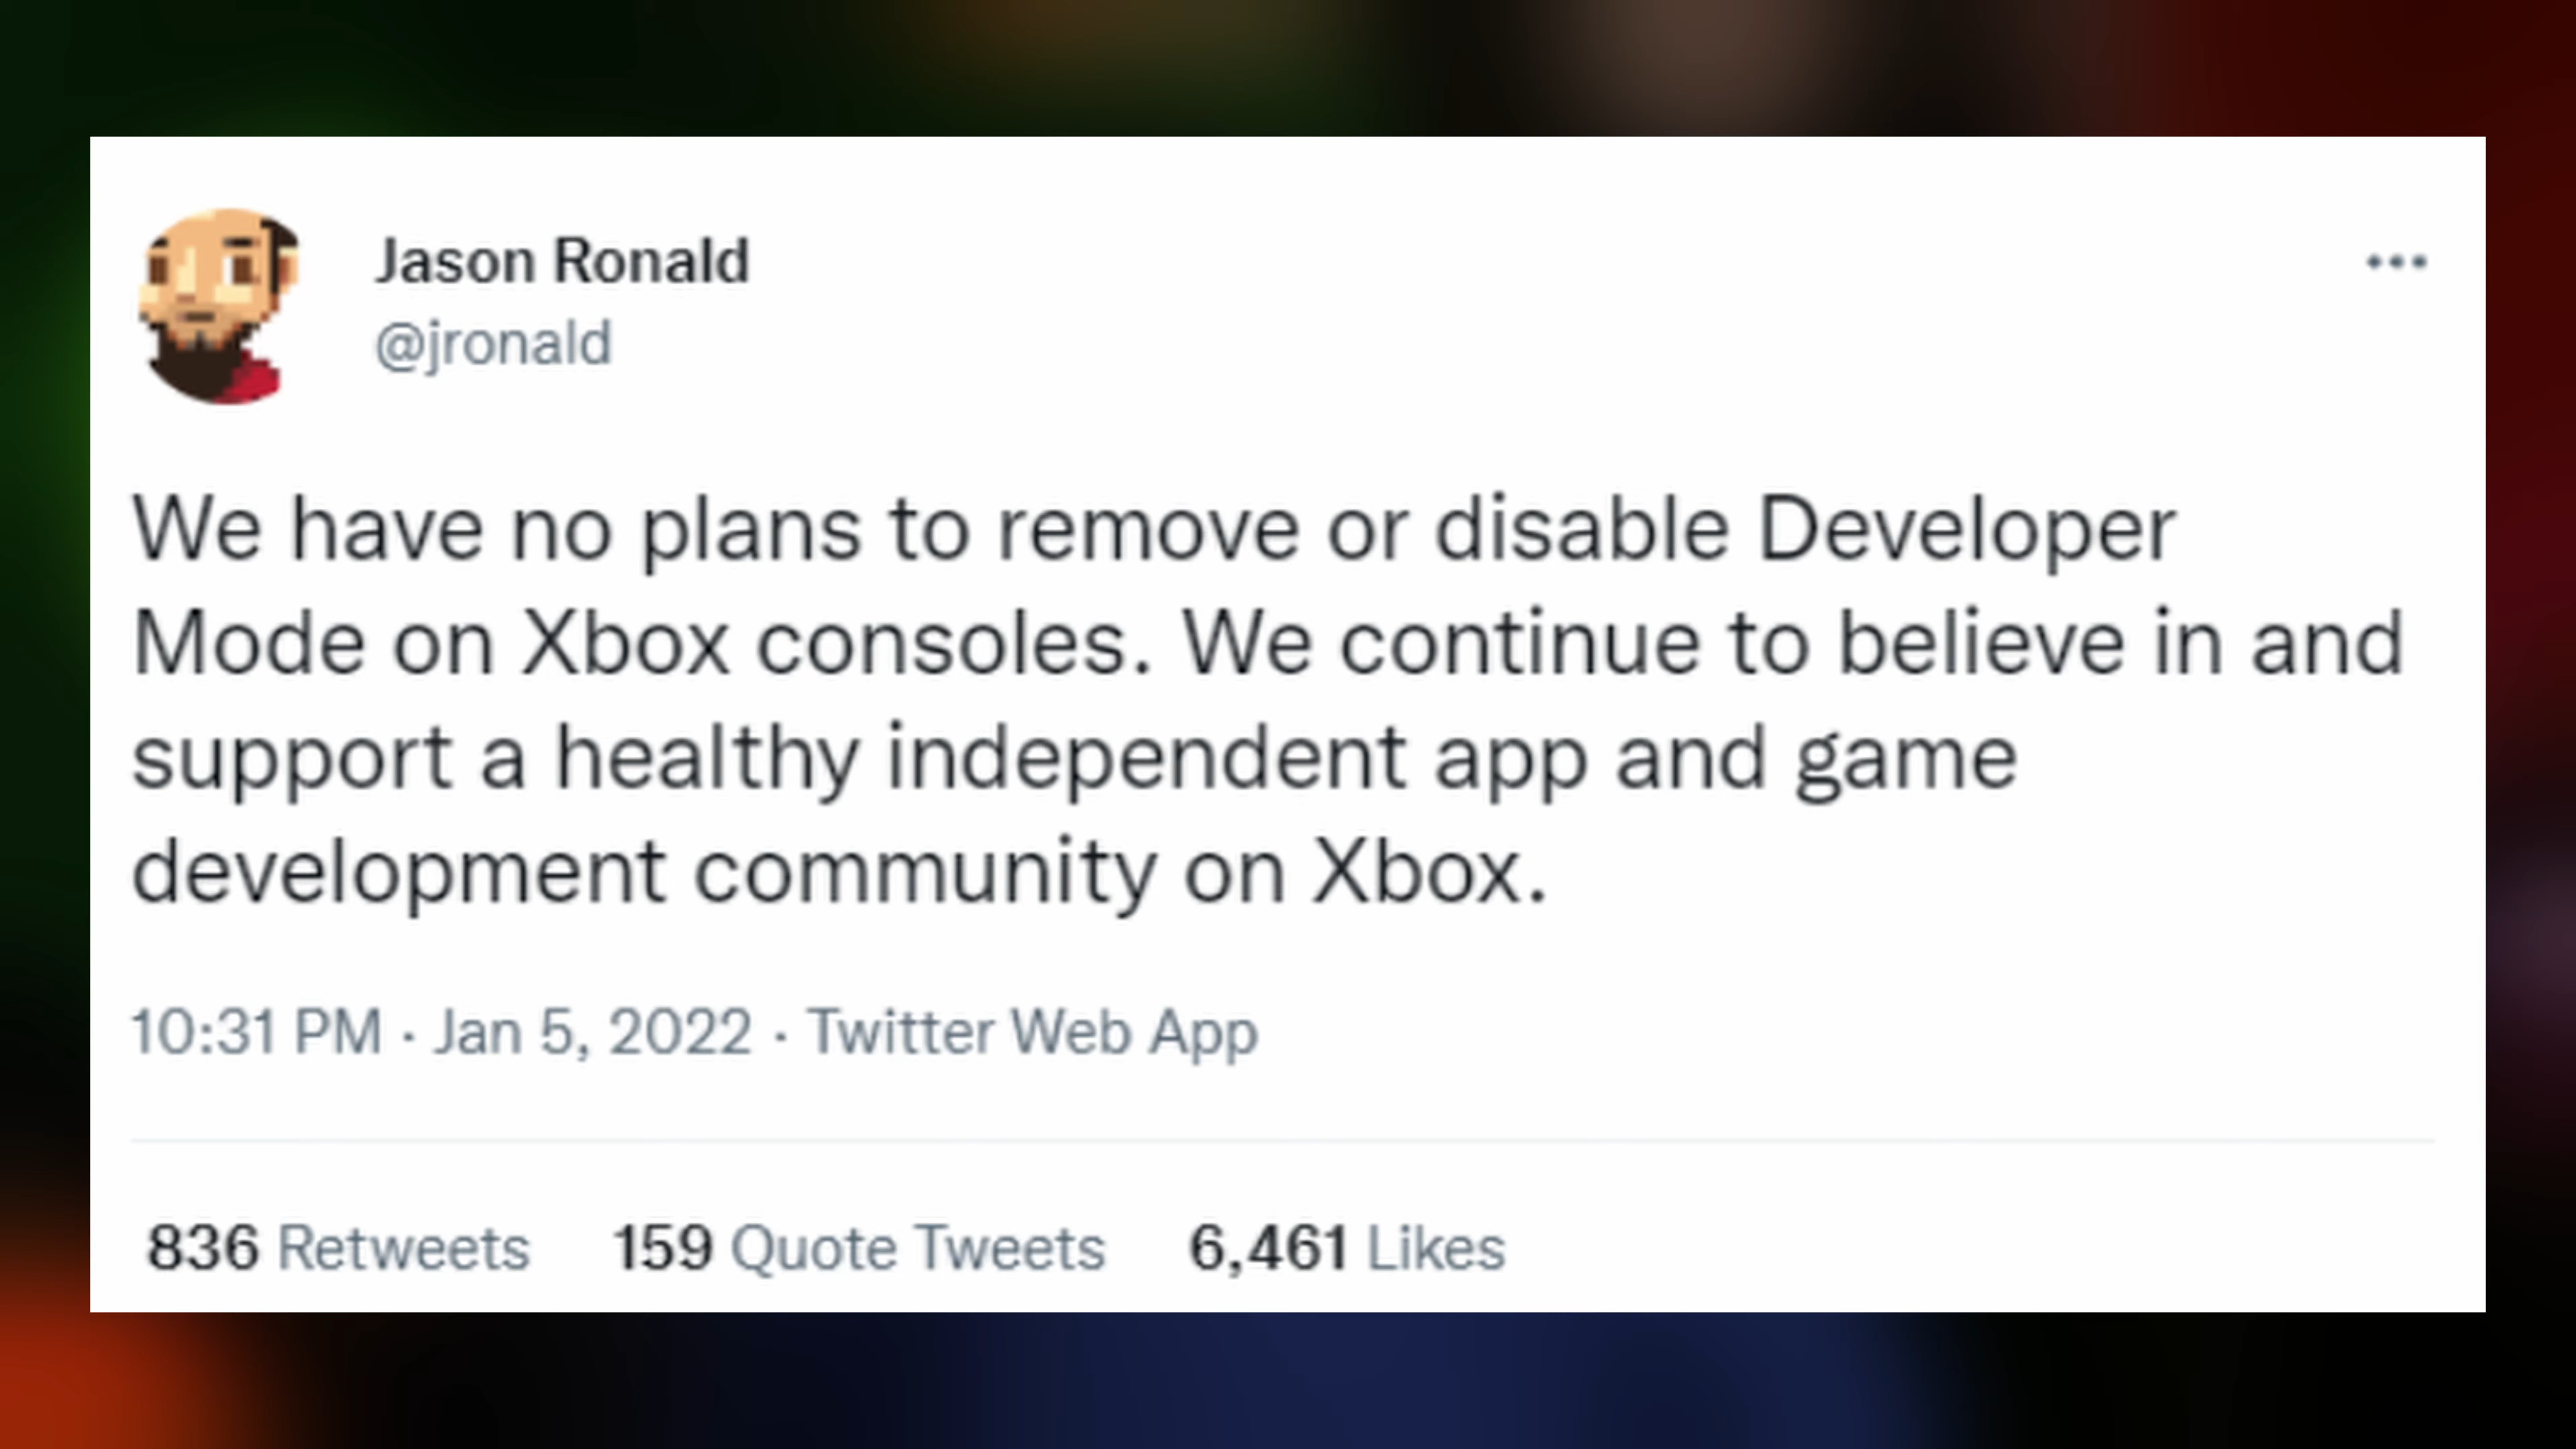 Jason Ronald
@jronald
We have no plans to remove or disable Developer
Mode on Xbox consoles. We continue to believe in and
support a healthy independent app and game
development community on Xbox.
10:31 PM · Jan 5, 2022 · Twitter Web App
836 Retweets 159 Quote Tweets 6,461 Likes